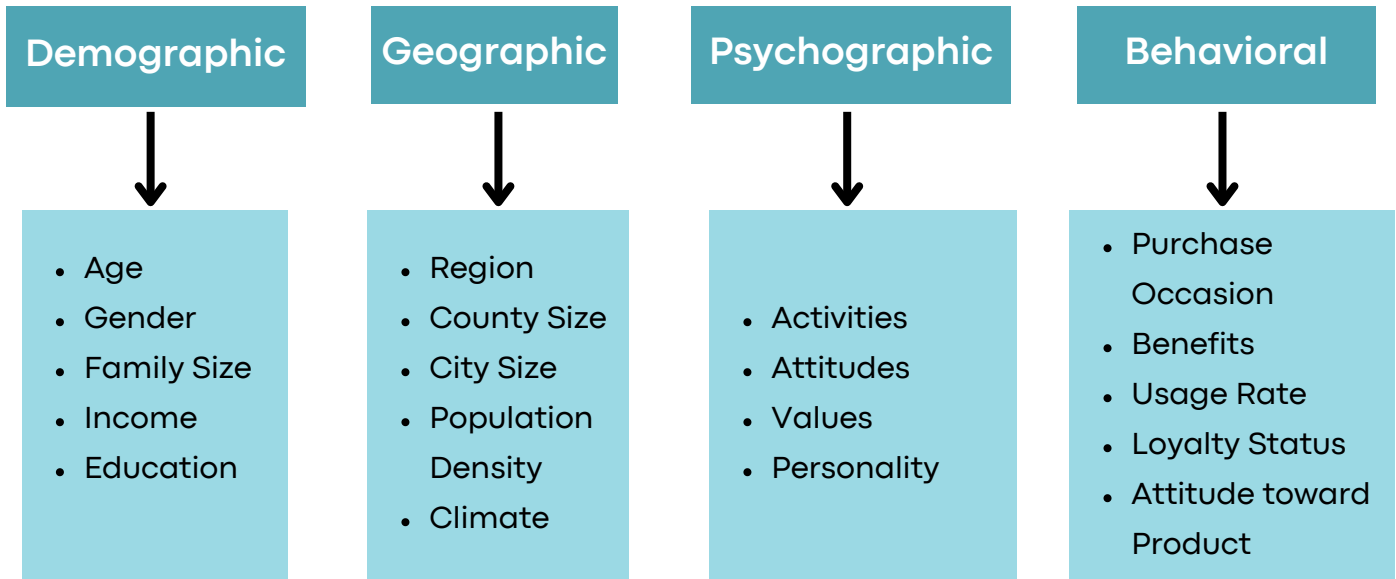 Demographic
• Age
• Gender
• Family Size
• Income
• Education
Geographic
• Region
• County Size
• City Size
• Population
Density
• Climate
Psychographic
• Activities
• Attitudes
• Values
• Personality
Behavioral
• Purchase
Occasion
• Benefits
• Usage Rate
• Loyalty Status
• Attitude toward
Product